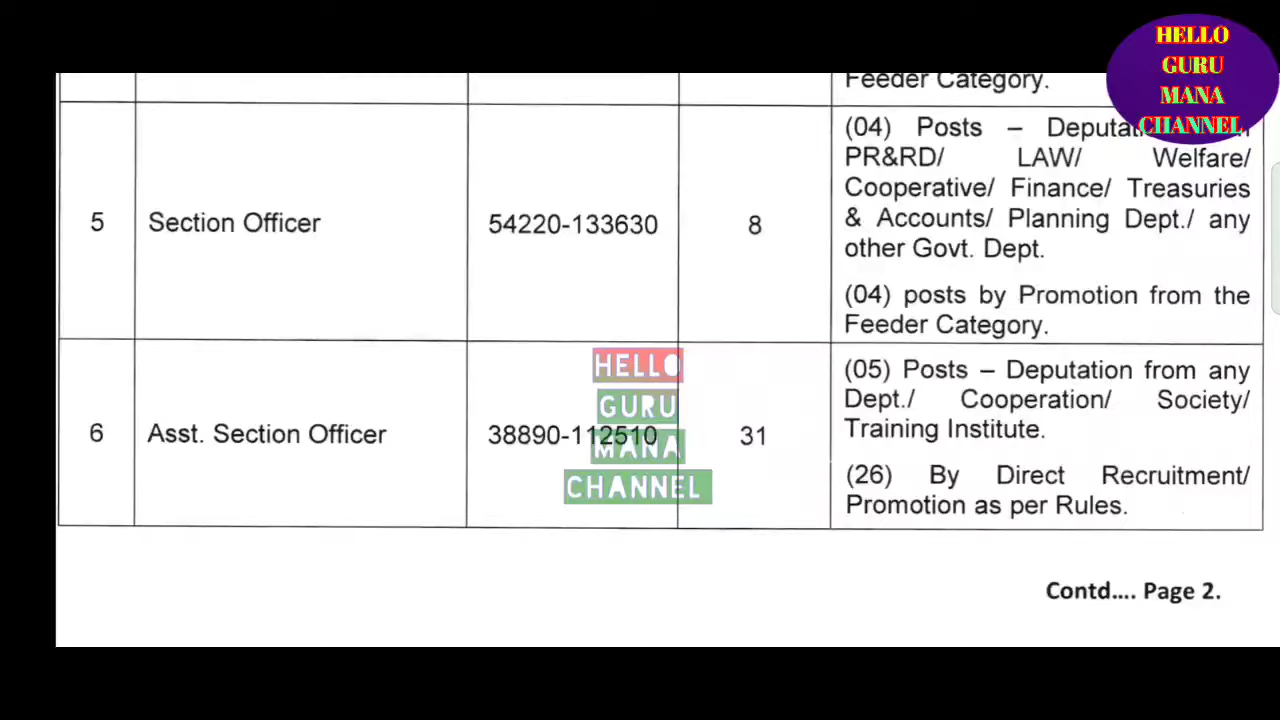 HELLO
GURU
MANA
CHANNEL
Feeder Category.
5
Section Officer
54220-133630
8
(04) Posts – Deputation
PR&RD/ LAW/ Welfare/
Cooperative/ Finance/ Treasuries
& Accounts/ Planning Dept./ any
other Govt. Dept.
(04) posts by Promotion from the
Feeder Category.
6
Asst. Section Officer
38890-112510
31
(05) Posts – Deputation from any
Dept./ Cooperation/ Society/
Training Institute.
(26) By Direct Recruitment/
Promotion as per Rules.
HELLO
GURU
MANA
CHANNEL
Contd.... Page 2.